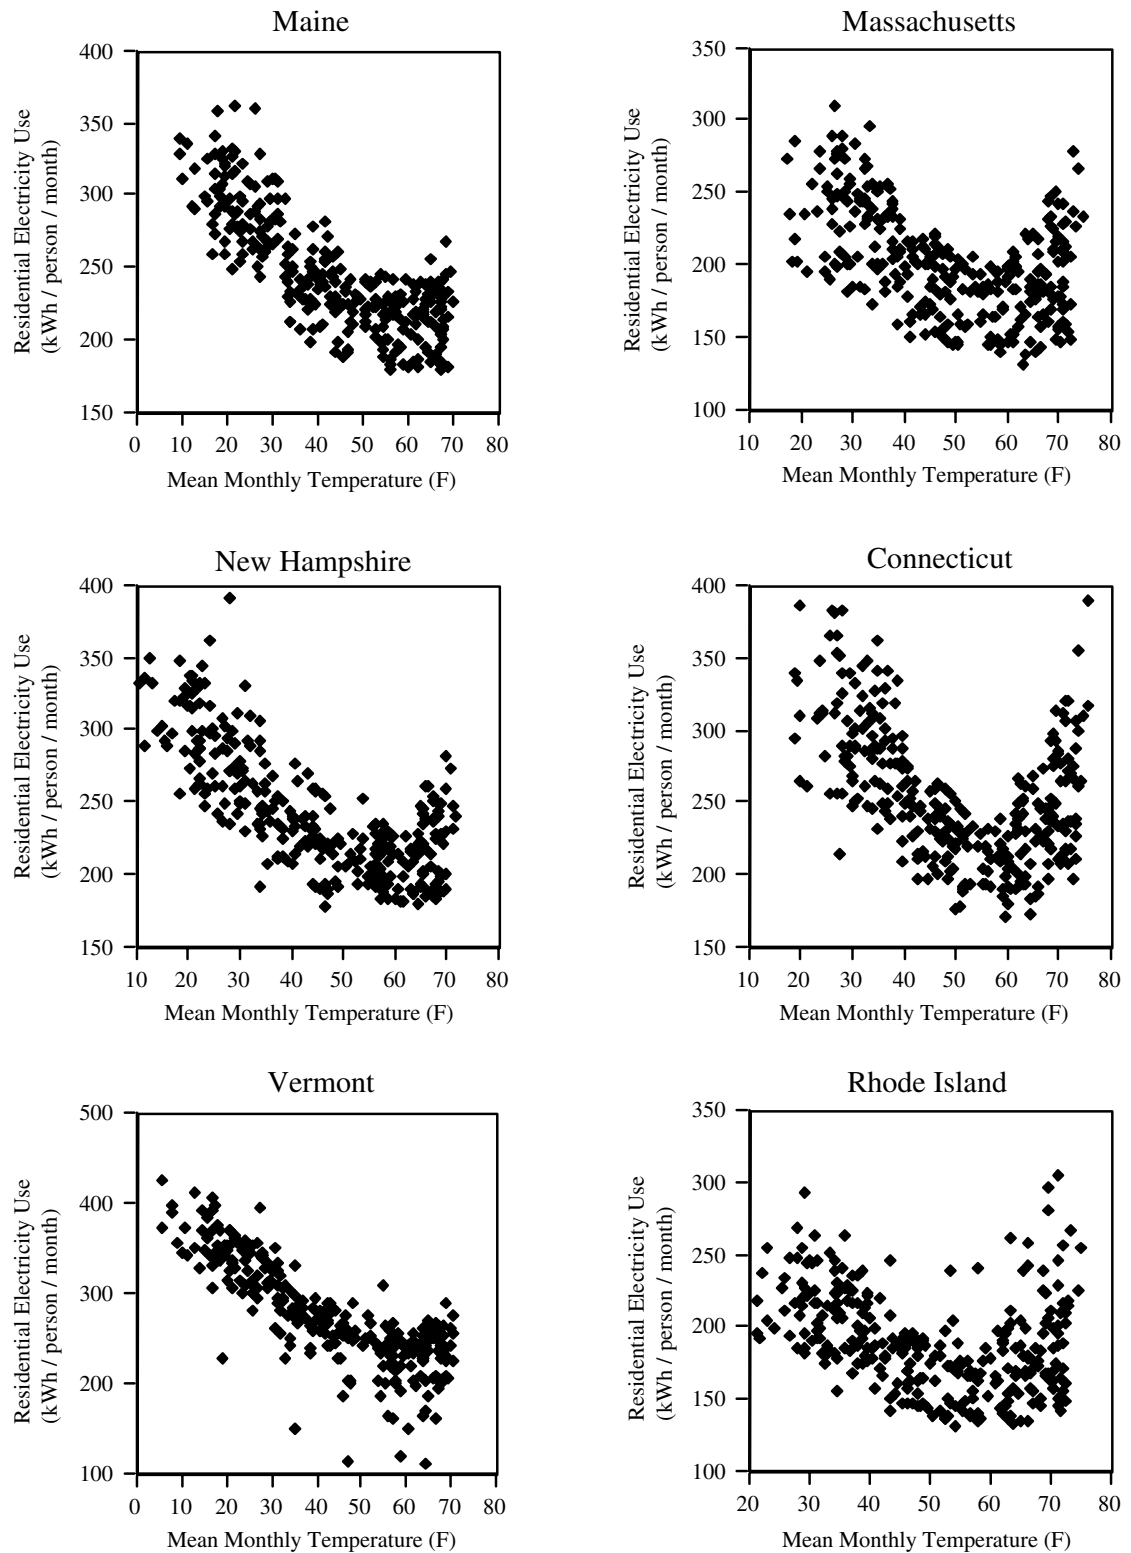 Maine
400
350
300
250
200
150
0 10 20 30 40 50 60 70 80
Residential Electricity Use
(kWh / person / month)
Mean Monthly Temperature (F)
Massachusetts
350
300
250
200
150
100
10 20 30 40 50 60 70 80
Residential Electricity Use
(kWh / person / month)
Mean Monthly Temperature (F)
New Hampshire
400
350
300
250
200
150
10 20 30 40 50 60 70 80
Residential Electricity Use
(kWh / person / month)
Mean Monthly Temperature (F)
Connecticut
400
350
300
250
200
150
10 20 30 40 50 60 70 80
Residential Electricity Use
(kWh / person / month)
Mean Monthly Temperature (F)
Vermont
500
400
300
200
100
0 10 20 30 40 50 60 70 80
Residential Electricity Use
(kWh / person / month)
Mean Monthly Temperature (F)
Rhode Island
350
300
250
200
150
100
20 30 40 50 60 70 80
Residential Electricity Use
(kWh / person / month)
Mean Monthly Temperature (F)